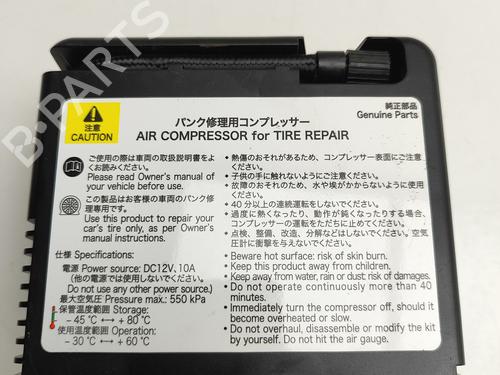 B-PARTS
パンク修理用コンプレッサー
AIR COMPRESSOR for TIRE REPAIR
純正部品
Genuine Parts
注意
CAUTION
ご使用の際は車両の取扱説明書をよくお読みください。
Please read Owner's manual of
your vehicle before use.
この製品はお客様の車両のパンク
修理専用です。
Use this product to repair your
car's tire only, as per Owner's
manual instructions.
仕様 Specifications:
電源 Power source: DC12V、10A
(他の電源では使用しないでください。
Do not use any other power source.)
最大空気圧 Pressure max.: 550 kPa
保管温度範囲 Storage:
－45 ℃ ↔ ＋80 ℃
使用温度範囲 Operation:
－30 ℃ ↔ ＋60 ℃
• 熱傷のおそれがあるため、コンプレッサー表面にご注意
ください。
• 子供の手に触れないようにご注意ください。
• 故障のおそれのため、水や埃がかからないように使用
してください。
• 40分以上の連続運転をしないでください。
• 過度に熱くなったり、動作が鈍くなりそうする場合、
コンプレッサーの運転をただちに止めてください。
• 点検、整備、改造、分解などはしないでください。空気
圧計に衝撃を与えないでください。
• Beware hot surface: risk of skin burn.
• Keep this product away from children.
• Keep away from water, rain or dust: risk of damages.
• Do not operate continuously more than 40
minutes.
• Immediately turn the compressor off, should it
become overheated or slow.
• Do not overhaul, disassemble or modify the kit
by yourself. Do not hit the air gauge.